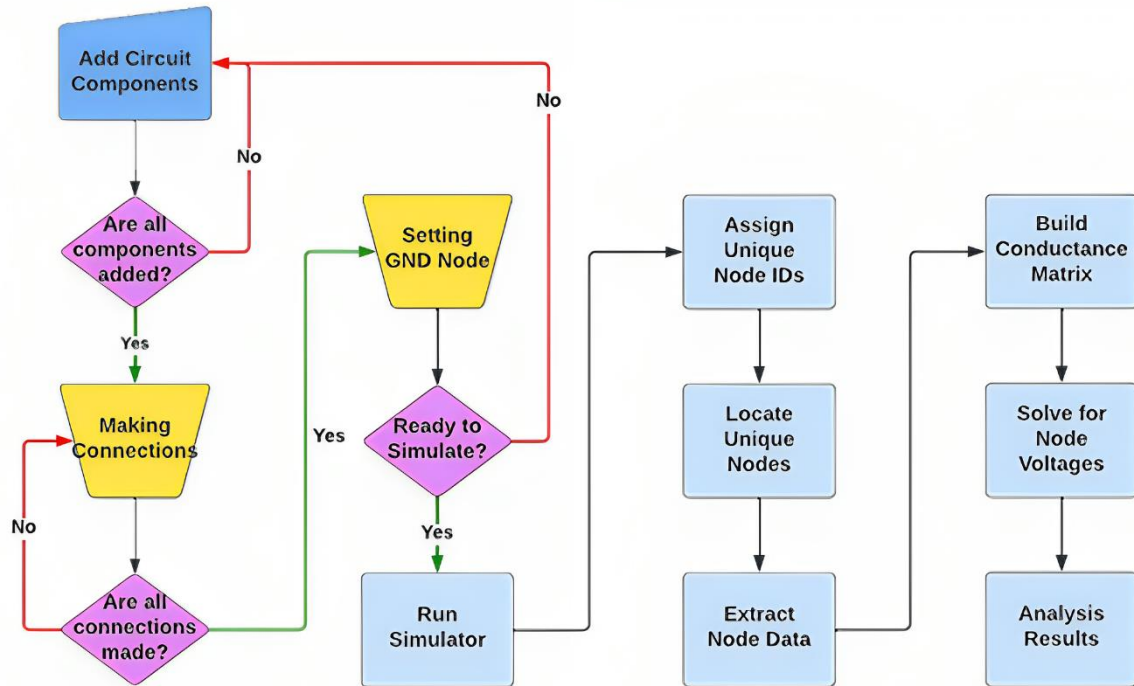 Add Circuit
Components
No
Are all
components
added?
Yes
Making
Connections
No
Are all
connections
made?
Yes
Setting
GND Node
No
Ready to
Simulate?
Yes
Run
Simulator
Assign
Unique
Node IDs
Locate
Unique
Nodes
Extract
Node Data
Build
Conductance
Matrix
Solve for
Node
Voltages
Analysis
Results